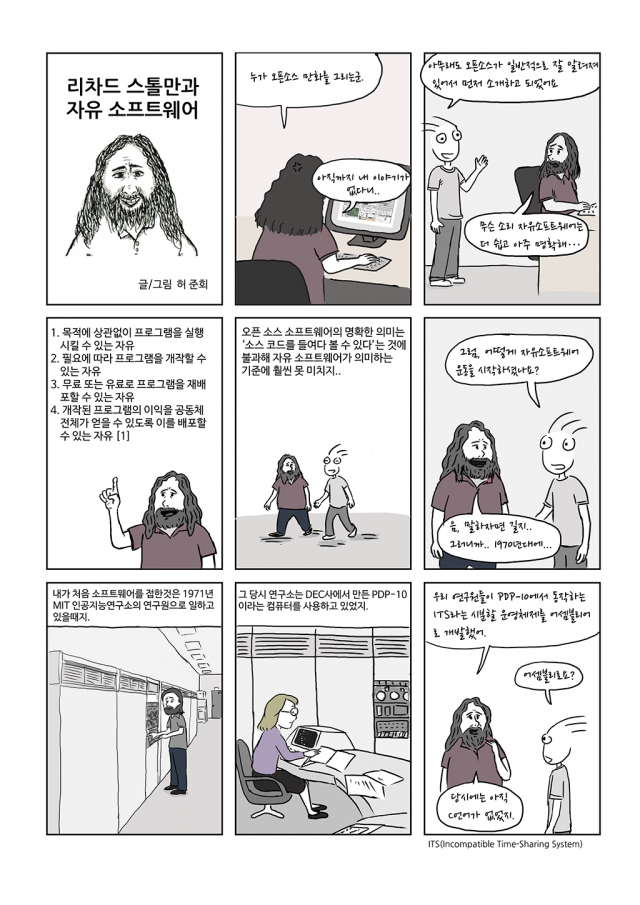 리차드 스톨만과
자유 소프트웨어
글/그림 허 준회
누가 오픈소스 만화를 그리는군.
아직까지 내 이야기가
없다니..
아무래도 오픈소스가 일반적으로 잘 알려져
있어서 먼저 소개하고 되었어요
무슨 소리 자유소프트웨어는
더 쉽고 아주 명확해...
1. 목적에 상관없이 프로그램을 실행
시킬 수 있는 자유
2. 필요에 따라 프로그램을 개작할 수
있는 자유
3. 무료 또는 유료로 프로그램을 재배
포할 수 있는 자유
4. 개작된 프로그램의 이익을 공동체
전체가 얻을 수 있도록 이를 배포할
수 있는 자유 [1]
오픈 소스 소프트웨어의 명확한 의미는
‘소스 코드를 들여다 볼 수 있다’는 것에
불과해 자유 소프트웨어가 의미하는
기준에 훨씬 못 미치지..
그럼, 어떻게 자유소프트웨어
운동을 시작하셨나요?
음, 말하자면 길지..
그러니까.. 1970년대에...
내가 처음 소프트웨어를 접한것은 1971년
MIT 인공지능연구소의 연구원으로 일하고
있을때지.
그 당시 연구소는 DEC사에서 만든 PDP-10
이라는 컴퓨터를 사용하고 있었지.
우리 연구원들이 PDP-10에서 동작하는
ITS라는 시분할 운영체제를 어셈블리어
로 개발했어.
어셈블리로요?
당시에는 아직
C언어가 없었지.
ITS(Incompatible Time-Sharing System)